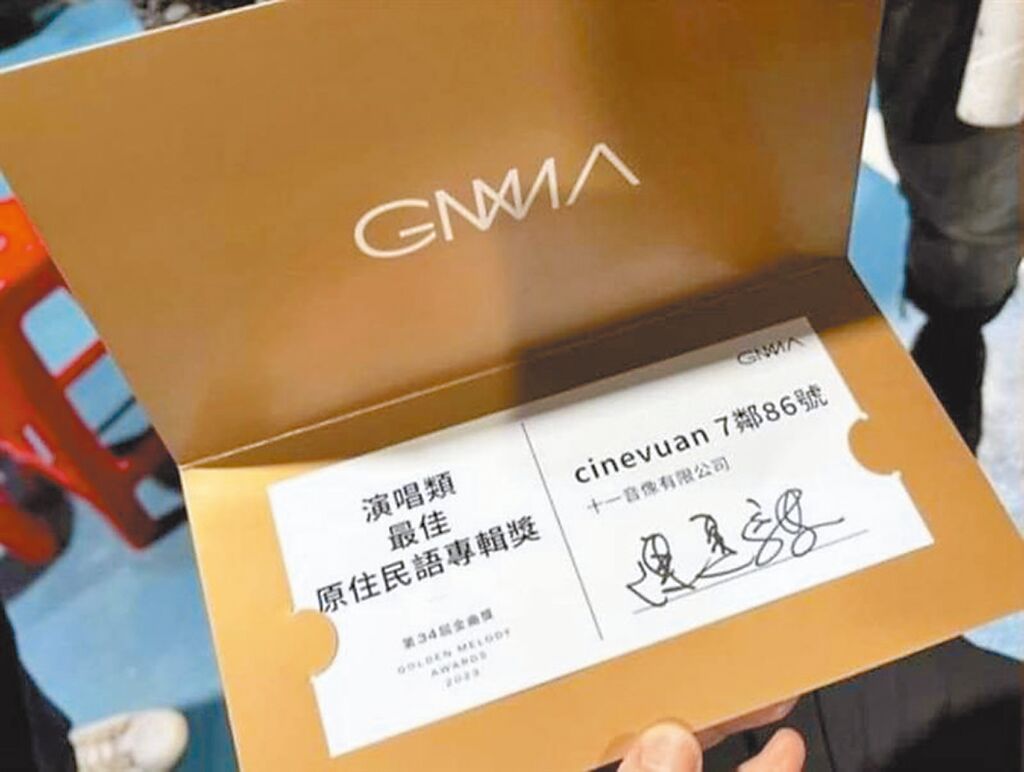 GMA
演唱類
最佳
原住民語專輯獎
第34屆金曲獎
GOLDEN MELODY
AWARDS
2023
GMA
cinevuan 7鄰86號
十一音像有限公司